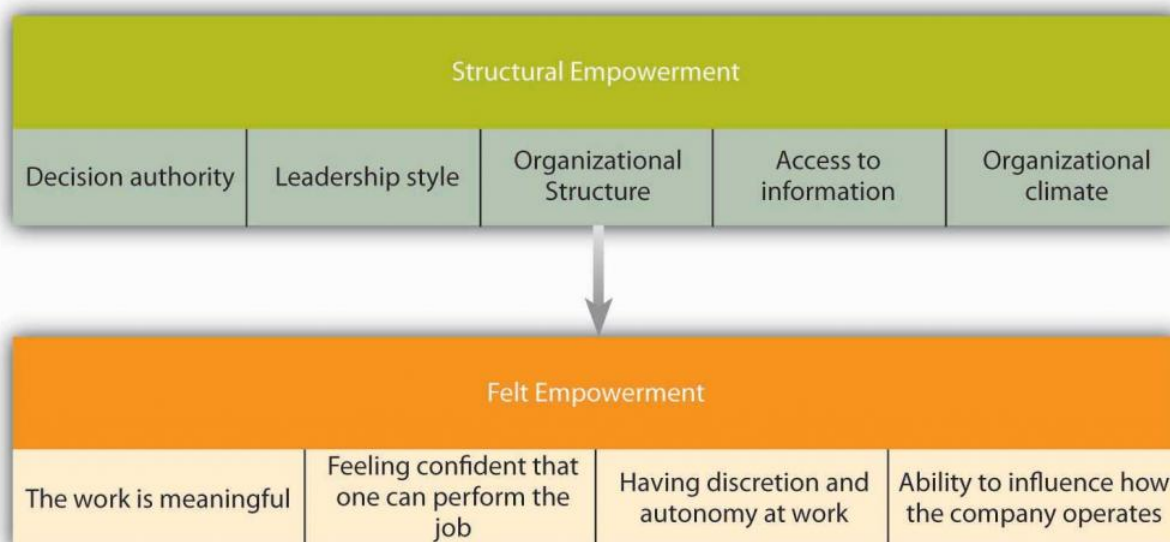 Structural Empowerment
Decision authority
Leadership style
Organizational
Structure
Access to
information
Organizational
climate
Felt Empowerment
The work is meaningful
Feeling confident that
one can perform the
job
Having discretion and
autonomy at work
Ability to influence how
the company operates